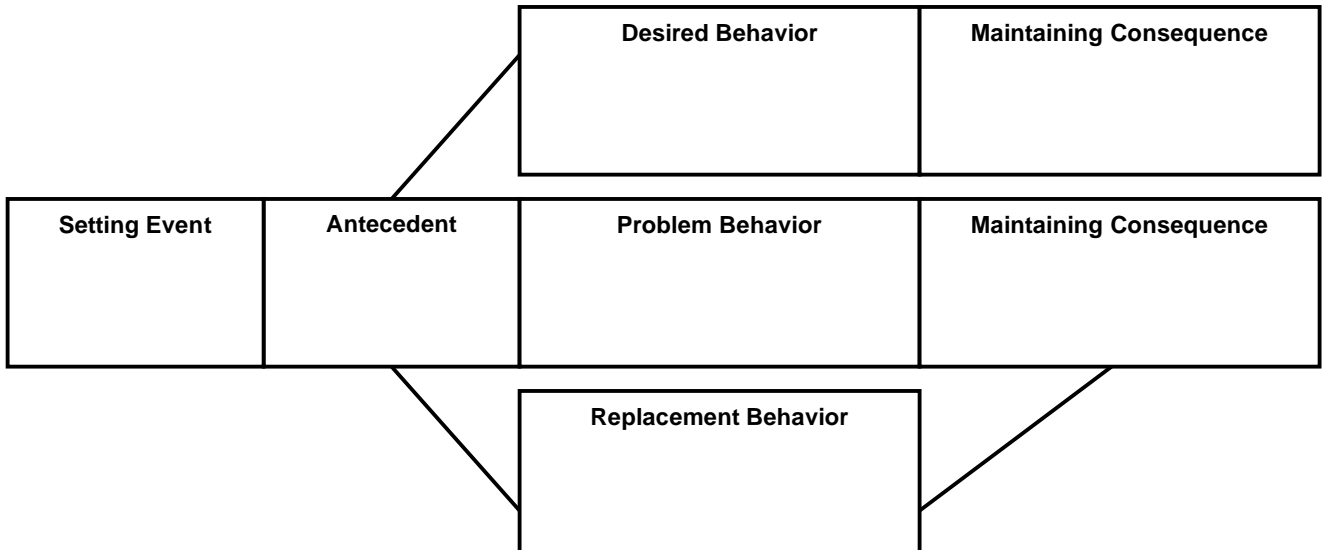 Desired Behavior
Maintaining Consequence
Setting Event
Antecedent
Problem Behavior
Maintaining Consequence
Replacement Behavior